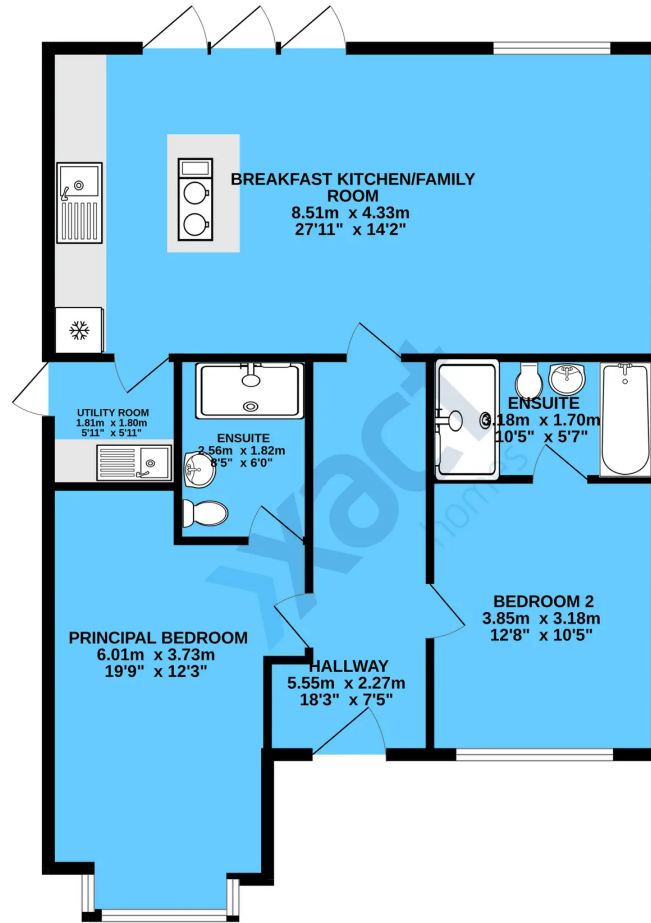 BREAKFAST KITCHEN/FAMILY
ROOM
8.51m x 4.33m
27'11" x 14'2"
UTILITY ROOM
1.81m x 1.80m
5'11" x 5'11"
ENSUITE
2.56m x 1.82m
8'5" x 6'0"
ENSUITE
3.18m x 1.70m
10'5" x 5'7"
BEDROOM 2
3.85m x 3.18m
12'8" x 10'5"
PRINCIPAL BEDROOM
6.01m x 3.73m
19'9" x 12'3"
HALLWAY
5.55m x 2.27m
18'3" x 7'5"
xact
homes